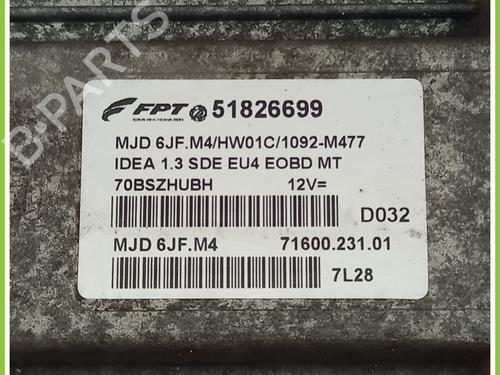 B-PARTS
FPT 51826699
MJD 6JF.M4/HW01C/1092-M477
IDEA 1.3 SDE EU4 EOBD MT
70BSZHUBH 12V=
D032
MJD 6JF.M4 71600.231.01
7L28